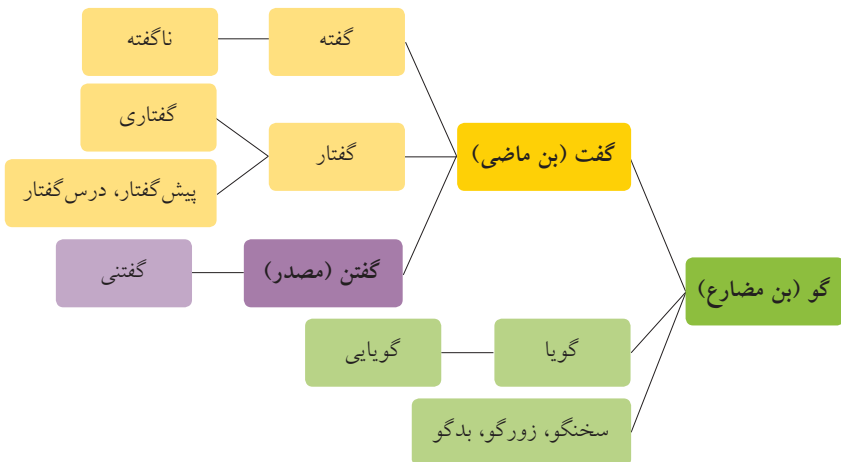 گفته
ناگفته
گفتاری
گفتار
گفت (بن ماضی)
پیش‌گفتار، درس‌گفتار
گفتن (مصدر)
گفتنی
گو (بن مضارع)
گویا
گویایی
سخنگو، زورگو، بدگو